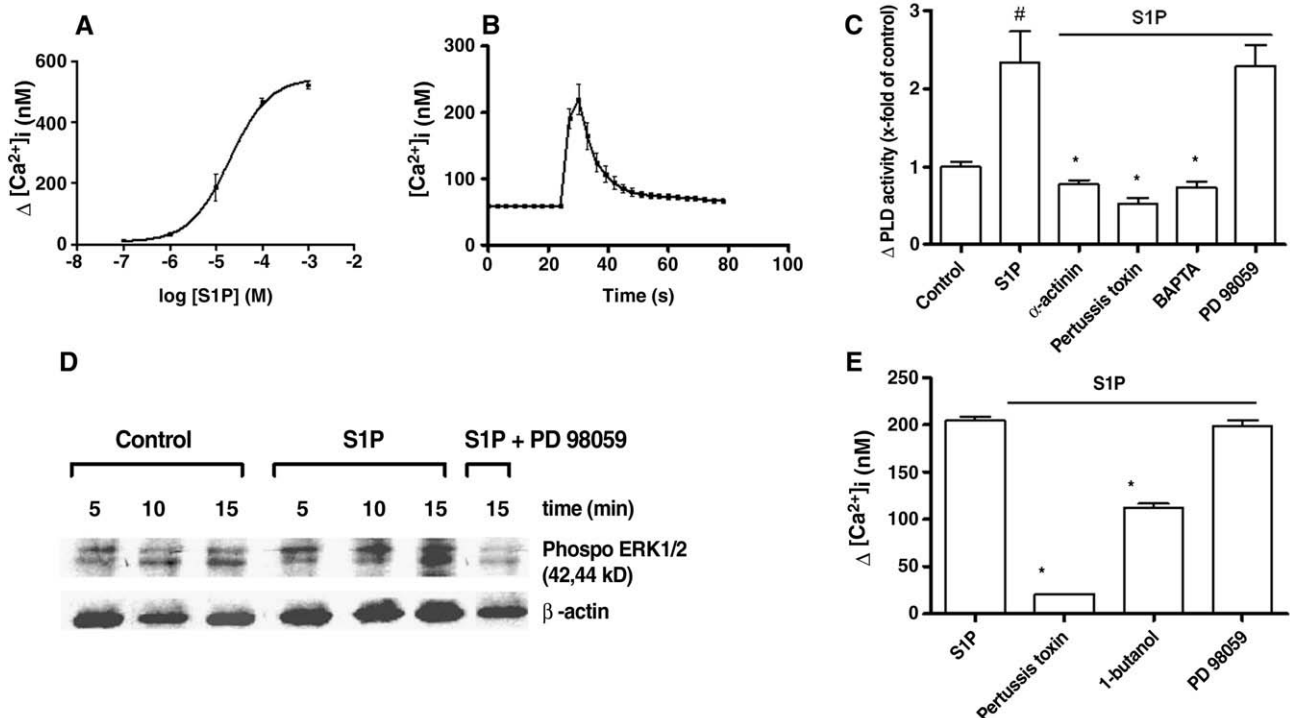 A
Δ [Ca2+]i (nM)
600
400
200
0
-8 -7 -6 -5 -4 -3 -2
log [S1P] (M)
B
[Ca2+]i (nM)
300
200
100
0
0 20 40 60 80 100
Time (s)
C
Δ PLD activity (x-fold of control)
3
2
1
0
S1P
#
* * *
Control S1P α-actinin Pertussis toxin BAPTA PD 98059
D
Control S1P S1P + PD 98059
5 10 15 5 10 15 15 time (min)
Phospo ERK1/2
(42,44 kD)
β -actin
E
Δ [Ca2+]i (nM)
250
200
150
100
50
0
S1P
* *
S1P Pertussis toxin 1-butanol PD 98059